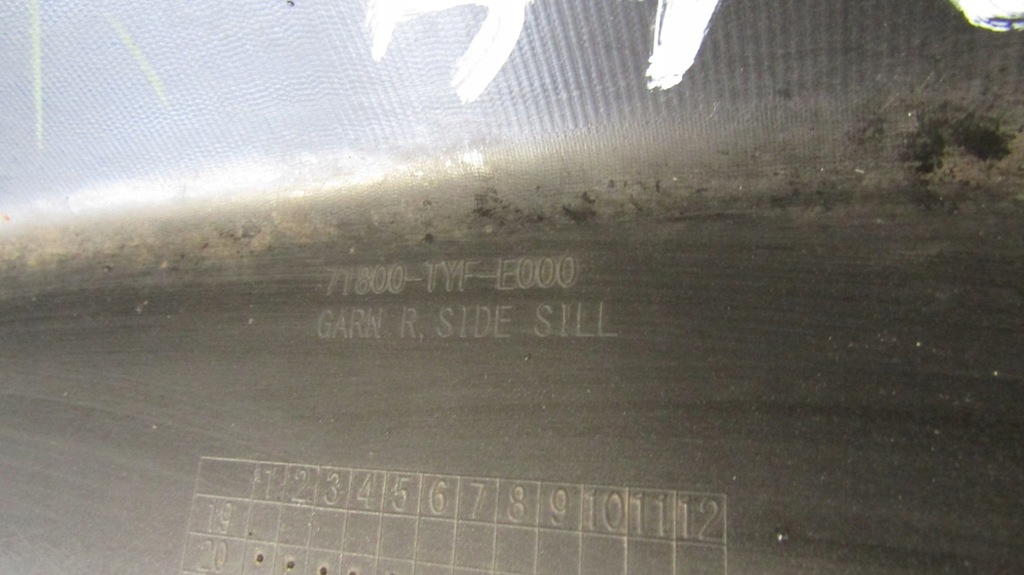 71800-TYF-E000
GARN R, SIDE SILL
1 2 3 4 5 6 7 8 9 10 11 12
19
20